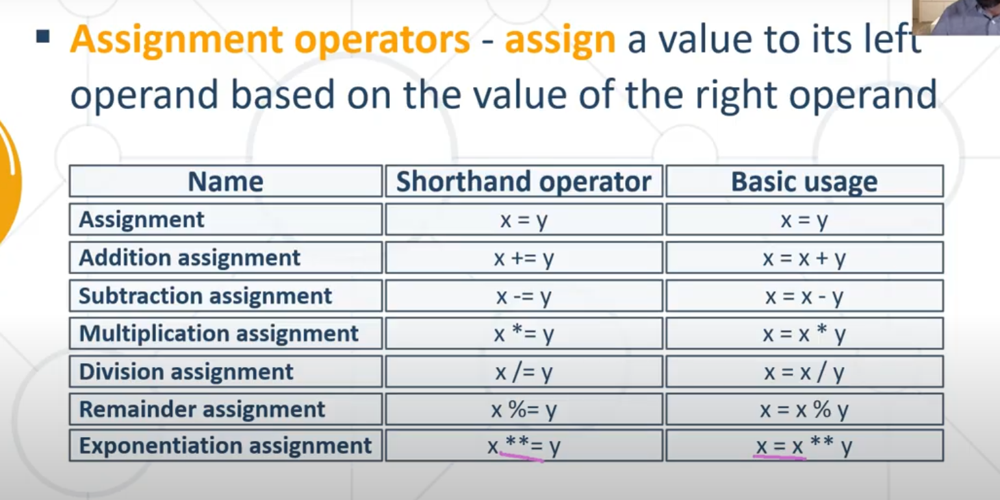 ▪ Assignment operators - assign a value to its left
operand based on the value of the right operand
Name Shorthand operator Basic usage
Assignment x = y x = y
Addition assignment x += y x = x + y
Subtraction assignment x -= y x = x - y
Multiplication assignment x *= y x = x * y
Division assignment x /= y x = x / y
Remainder assignment x %= y x = x % y
Exponentiation assignment x **= y x = x ** y